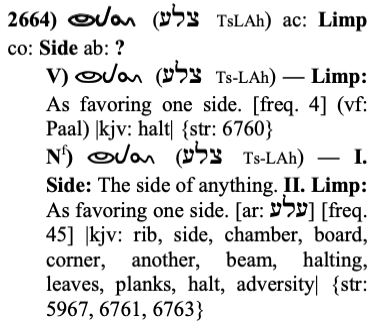 2664) (צלע TsLAh) ac: Limp
co: Side ab: ?
V) (צלע Ts-LAh) — Limp:
As favoring one side. [freq. 4] (vf:
Paal) |kjv: halt| {str: 6760}
Nᶠ) (צלע Ts-LAh) — I.
Side: The side of anything. II. Limp:
As favoring one side. [ar: עלע] [freq.
45] |kjv: rib, side, chamber, board,
corner, another, beam, halting,
leaves, planks, halt, adversity| {str:
5967, 6761, 6763}